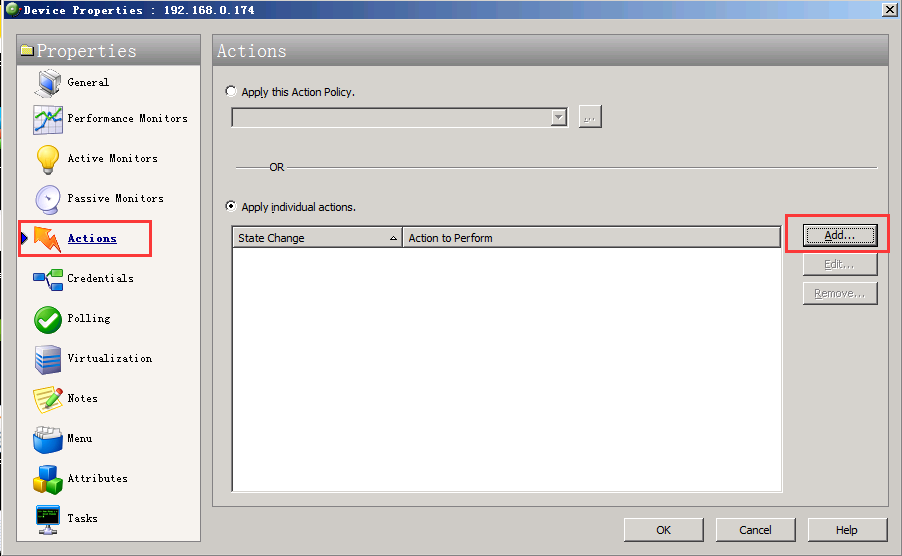 Device Properties : 192.168.0.174
Properties
General
Performance Monitors
Active Monitors
Passive Monitors
Actions
Credentials
Polling
Virtualization
Notes
Menu
Attributes
Tasks
Actions
Apply this Action Policy.
...
OR
Apply individual actions.
State Change Action to Perform
Add...
Edit...
Remove...
OK Cancel Help